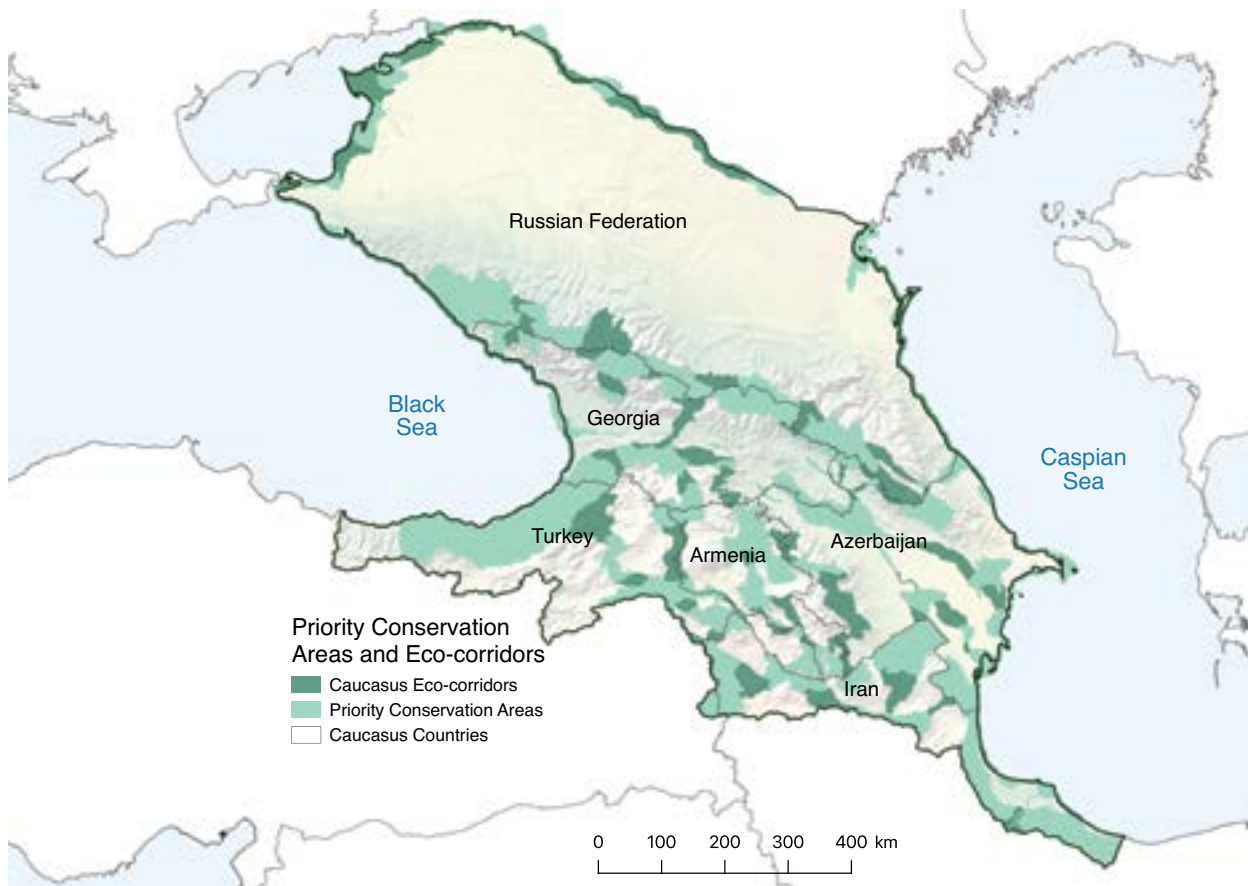 Russian Federation
Black
Sea
Georgia
Caspian
Sea
Turkey
Armenia
Azerbaijan
Iran
Priority Conservation
Areas and Eco-corridors
Caucasus Eco-corridors
Priority Conservation Areas
Caucasus Countries
0 100 200 300 400 km